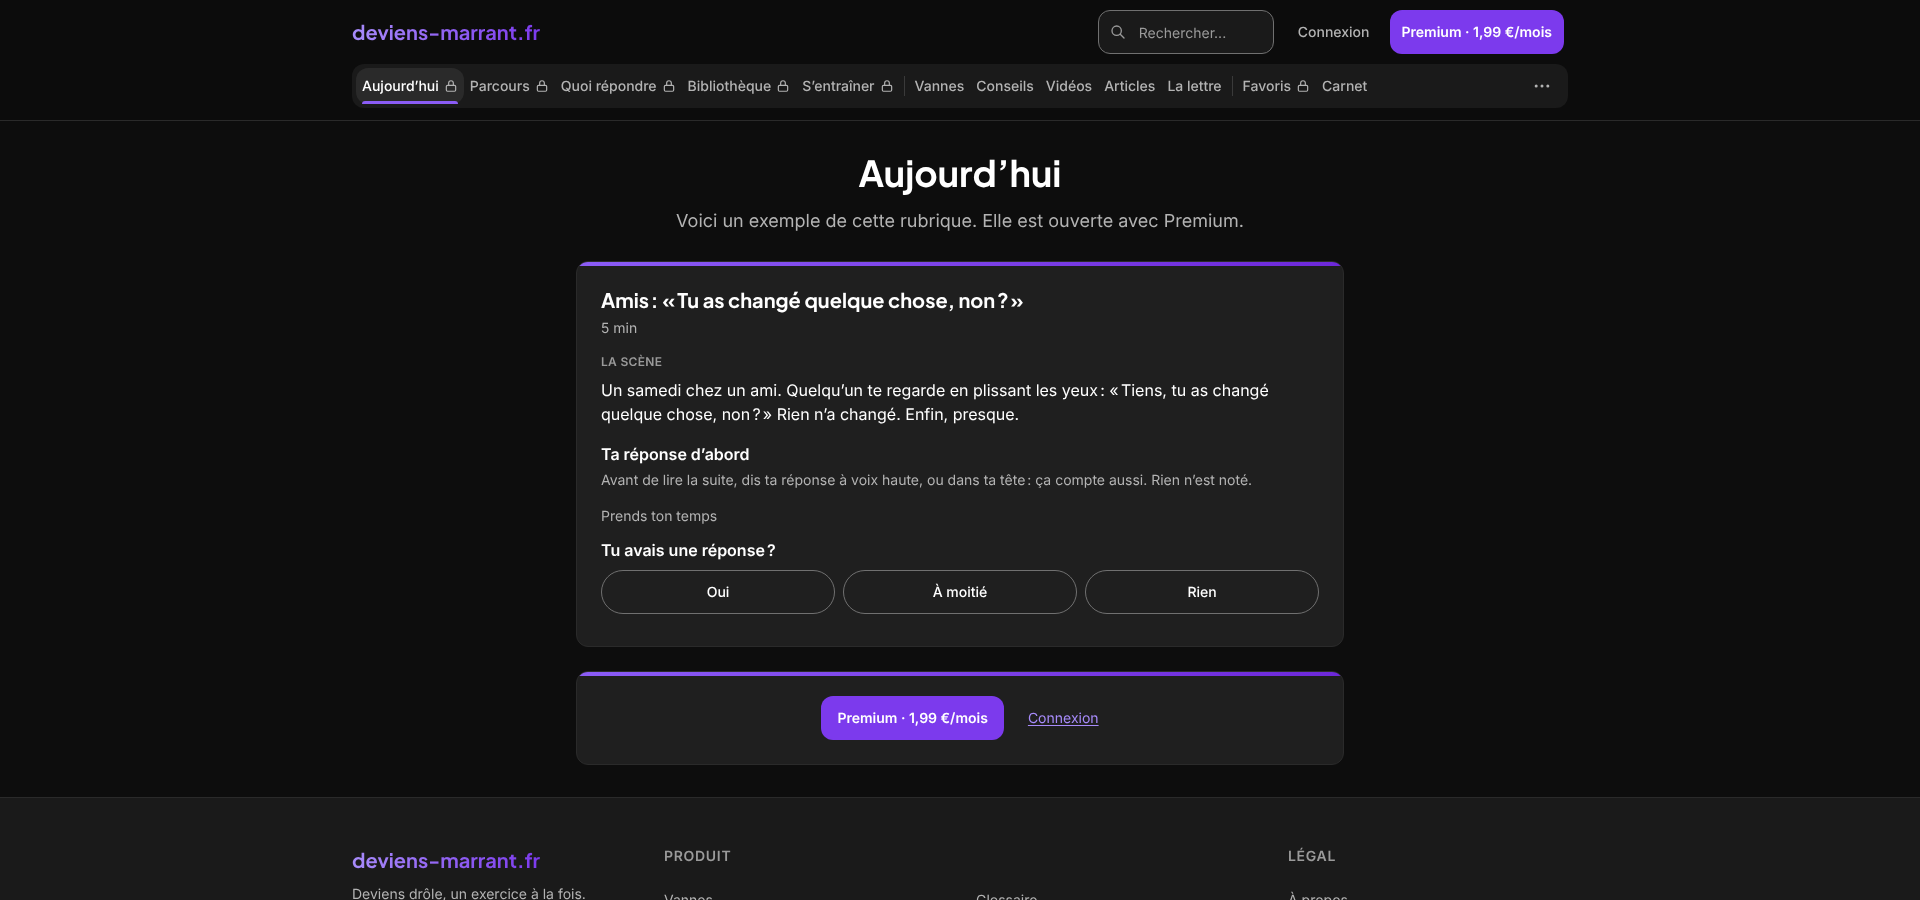 deviens-marrant.fr
Rechercher...
Connexion
Premium · 1,99 €/mois
Aujourd’hui
Parcours
Quoi répondre
Bibliothèque
S’entraîner
Vannes
Conseils
Vidéos
Articles
La lettre
Favoris
Carnet
Aujourd’hui
Voici un exemple de cette rubrique. Elle est ouverte avec Premium.
Amis : « Tu as changé quelque chose, non ? »
5 min
LA SCÈNE
Un samedi chez un ami. Quelqu’un te regarde en plissant les yeux : « Tiens, tu as changé
quelque chose, non ? » Rien n’a changé. Enfin, presque.
Ta réponse d’abord
Avant de lire la suite, dis ta réponse à voix haute, ou dans ta tête : ça compte aussi. Rien n’est noté.
Prends ton temps
Tu avais une réponse ?
Oui
À moitié
Rien
Premium · 1,99 €/mois
Connexion
deviens-marrant.fr
Deviens drôle, un exercice à la fois.
PRODUIT
Vannes
Glossaire
LÉGAL
À propos